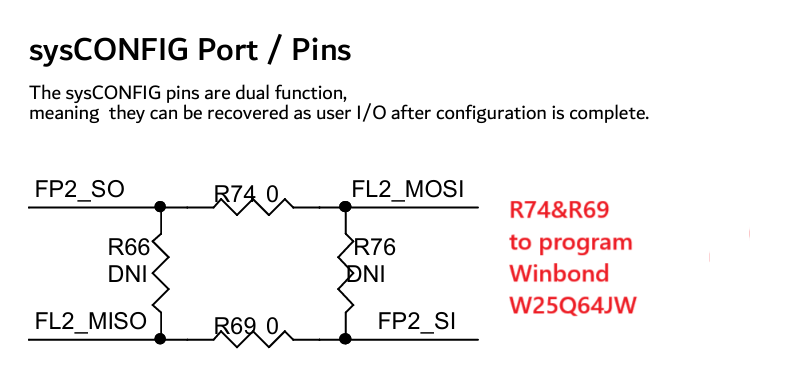 sysCONFIG Port / Pins
The sysCONFIG pins are dual function,
meaning they can be recovered as user I/O after configuration is complete.
FP2_SO
R74 0
FL2_MOSI
R66
DNI
R76
DNI
FL2_MISO
R69 0
FP2_SI
R74&R69
to program
Winbond
W25Q64JW